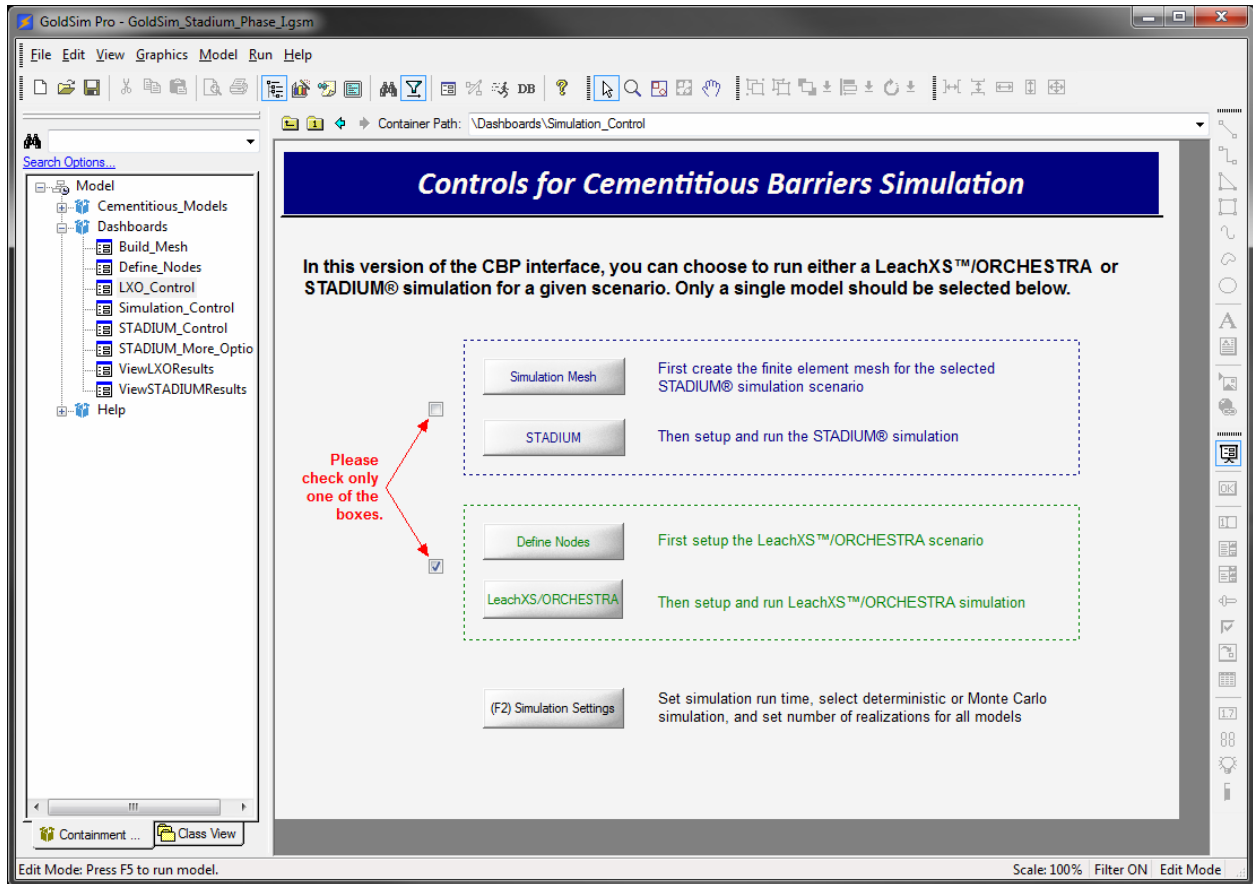 GoldSim Pro - GoldSim_Stadium_Phase_I.gsm
File Edit View Graphics Model Run Help
DB
Container Path: \Dashboards\Simulation_Control
Search Options...
Model
Cementitious_Models
Dashboards
Build_Mesh
Define_Nodes
LXO_Control
Simulation_Control
STADIUM_Control
STADIUM_More_Optio
ViewLXOResults
ViewSTADIUMResults
Help
Containment ... Class View
Controls for Cementitious Barriers Simulation
In this version of the CBP interface, you can choose to run either a LeachXS™/ORCHESTRA or
STADIUM® simulation for a given scenario. Only a single model should be selected below.
Simulation Mesh
First create the finite element mesh for the selected
STADIUM® simulation scenario
STADIUM
Then setup and run the STADIUM® simulation
Please
check only
one of the
boxes.
Define Nodes
First setup the LeachXS™/ORCHESTRA scenario
LeachXS/ORCHESTRA
Then setup and run LeachXS™/ORCHESTRA simulation
(F2) Simulation Settings
Set simulation run time, select deterministic or Monte Carlo
simulation, and set number of realizations for all models
A
OK
1.7
88
Edit Mode: Press F5 to run model.
Scale: 100% Filter ON Edit Mode